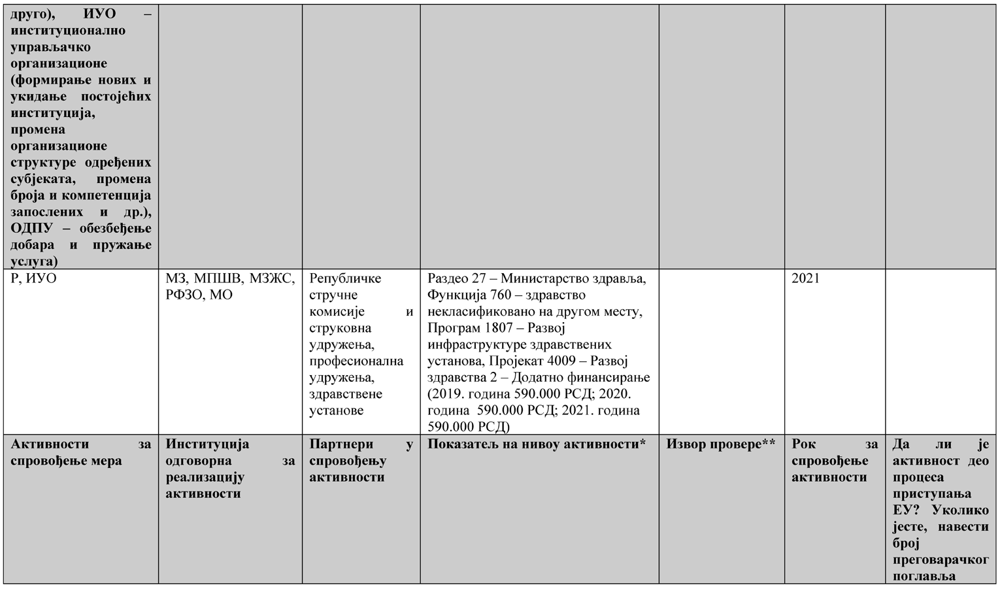 друго), ИУО –
институционално
управљачко
организационе
(формирање нових и
укидање постојећих
институција,
промена
организационе
структуре одређених
субјеката, промена
броја и компетенција
запослених и др.),
ОДПУ – обезбеђење
добара и пружање
услуга)
Р, ИУО
МЗ, МПШВ, МЗЖС,
РФЗО, МО
Републичке
стручне
комисије и
струковна
удружења,
професионална
удружења,
здравствене
установе
Раздео 27 – Министарство здравља,
Функција 760 – здравство
некласификовано на другом месту,
Програм 1807 – Развој
инфраструктуре здравствених
установа, Пројекат 4009 – Развој
здравства 2 – Додатно финансирање
(2019. година 590.000 РСД; 2020.
година 590.000 РСД; 2021. година
590.000 РСД)
2021
Активности за
спровођење мера
Институција
одговорна за
реализацију
активности
Партнери у
спровођењу
активности
Показатељ на нивоу активности*
Извор провере**
Рок за
спровођење
активности
Да ли је
активност део
процеса
приступања
ЕУ? Уколико
јесте, навести
број
преговарачког
поглавља